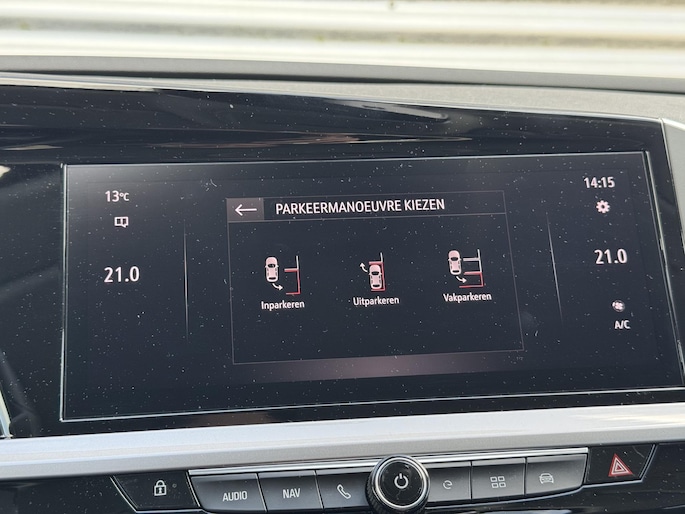 13°C
14:15
PARKEERMANOEUVRE KIEZEN
21.0
21.0
Inparkeren
Uitparkeren
Vakparkeren
A/C
AUDIO
NAV